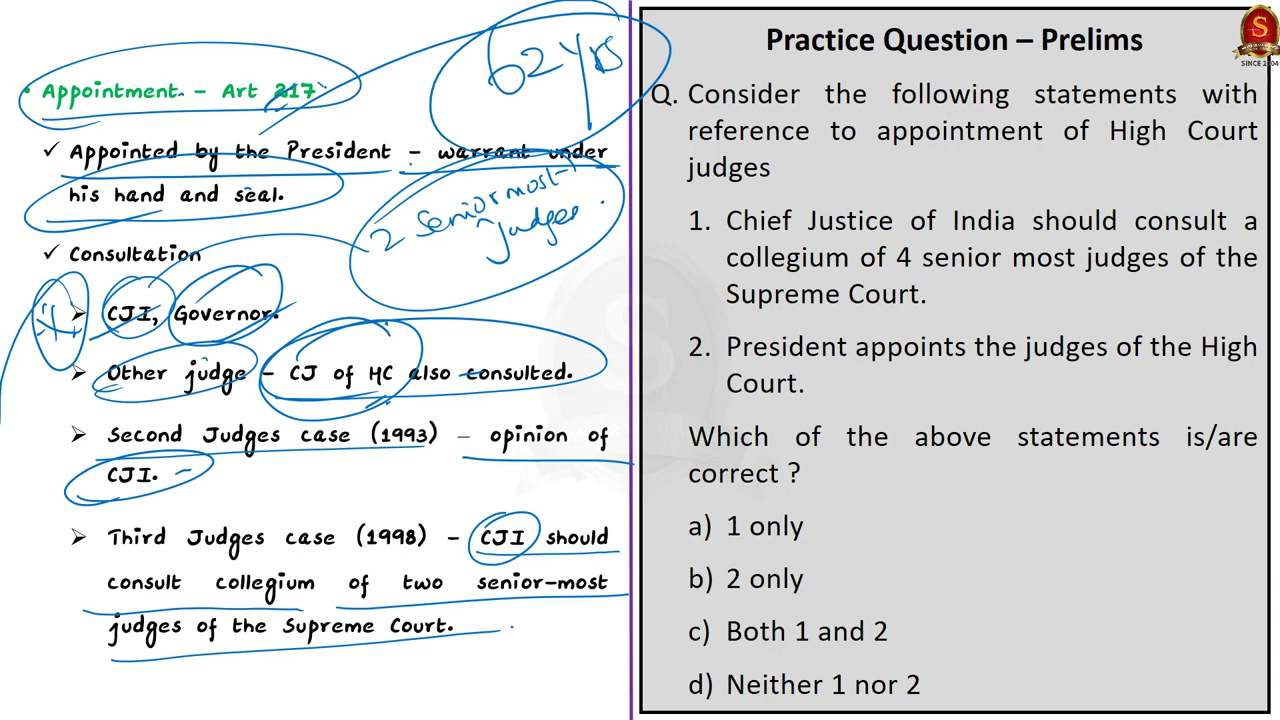 • Appointment - Art 217
✓ Appointed by the President - warrant under
his hand and seal.
✓ Consultation
➢ CJI, Governor.
➢ Other judge - CJ of HC also consulted.
➢ Second Judges case (1993) – opinion of
CJI.
➢ Third Judges case (1998) - CJI should
consult collegium of two senior-most
judges of the Supreme Court.
62 yrs
2 Senior most
judges
Practice Question – Prelims
Q. Consider the following statements with
reference to appointment of High Court
judges
1. Chief Justice of India should consult a
collegium of 4 senior most judges of the
Supreme Court.
2. President appoints the judges of the High
Court.
Which of the above statements is/are
correct ?
a) 1 only
b) 2 only
c) Both 1 and 2
d) Neither 1 nor 2
S
SINCE 2004